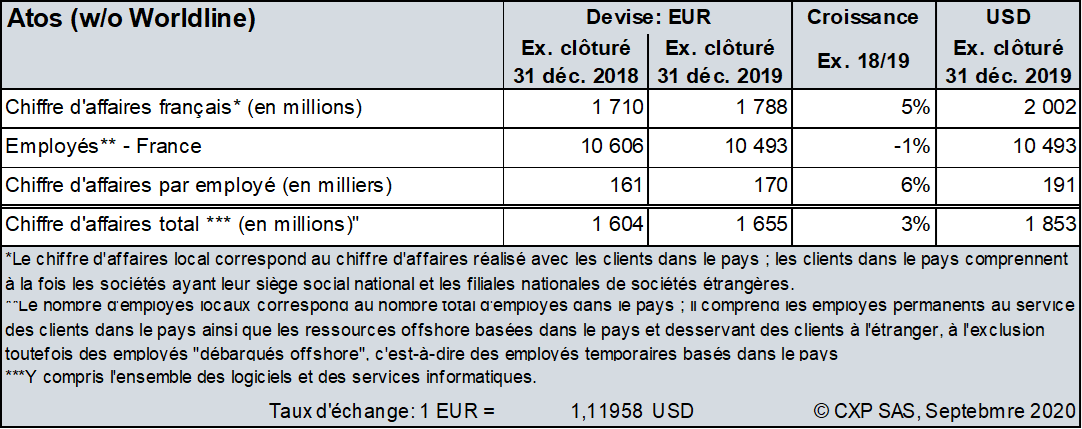 Atos (w/o Worldline) Devise: EUR Croissance USD
Ex. clôturé Ex. clôturé Ex. 18/19 Ex. clôturé
31 déc. 2018 31 déc. 2019 31 déc. 2019
Chiffre d'affaires français* (en millions) 1 710 1 788 5% 2 002
Employés** - France 10 606 10 493 -1% 10 493
Chiffre d'affaires par employé (en milliers) 161 170 6% 191
Chiffre d'affaires total *** (en millions)" 1 604 1 655 3% 1 853
*Le chiffre d'affaires local correspond au chiffre d'affaires réalisé avec les clients dans le pays ; les clients dans le pays comprennent
à la fois les sociétés ayant leur siège social national et les filiales nationales de sociétés étrangères.
**Le nombre d'employés locaux correspond au nombre total d'employés dans le pays ; il comprend les employés permanents au service
des clients dans le pays ainsi que les ressources offshore basées dans le pays et desservant des clients à l'étranger, à l'exclusion
toutefois des employés "débarqués offshore", c'est-à-dire des employés temporaires basés dans le pays
***Y compris l'ensemble des logiciels et des services informatiques.
Taux d'échange: 1 EUR = 1,11958 USD © CXP SAS, Septebmre 2020